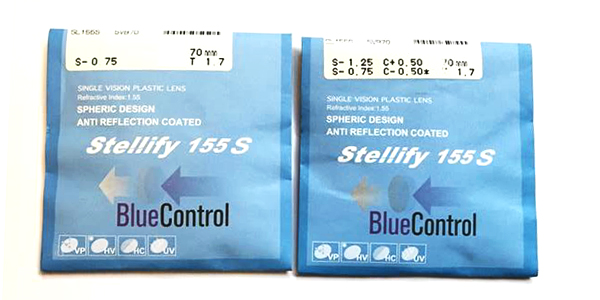 70 mm
S- 0 75 T 1.7
SINGLE VISION PLASTIC LENS
Refractive Index:1.55
SPHERIC DESIGN
ANTI REFLECTION COATED
Stellify 155 S
BlueControl
VP HV HC UV
S- 1.25 C+ 0.50 70 mm
S- 0.75 C- 0.50* T 1.7
SINGLE VISION PLASTIC LENS
Refractive Index:1.55
SPHERIC DESIGN
ANTI REFLECTION COATED
Stellify 155 S
BlueControl
VP HV HC UV